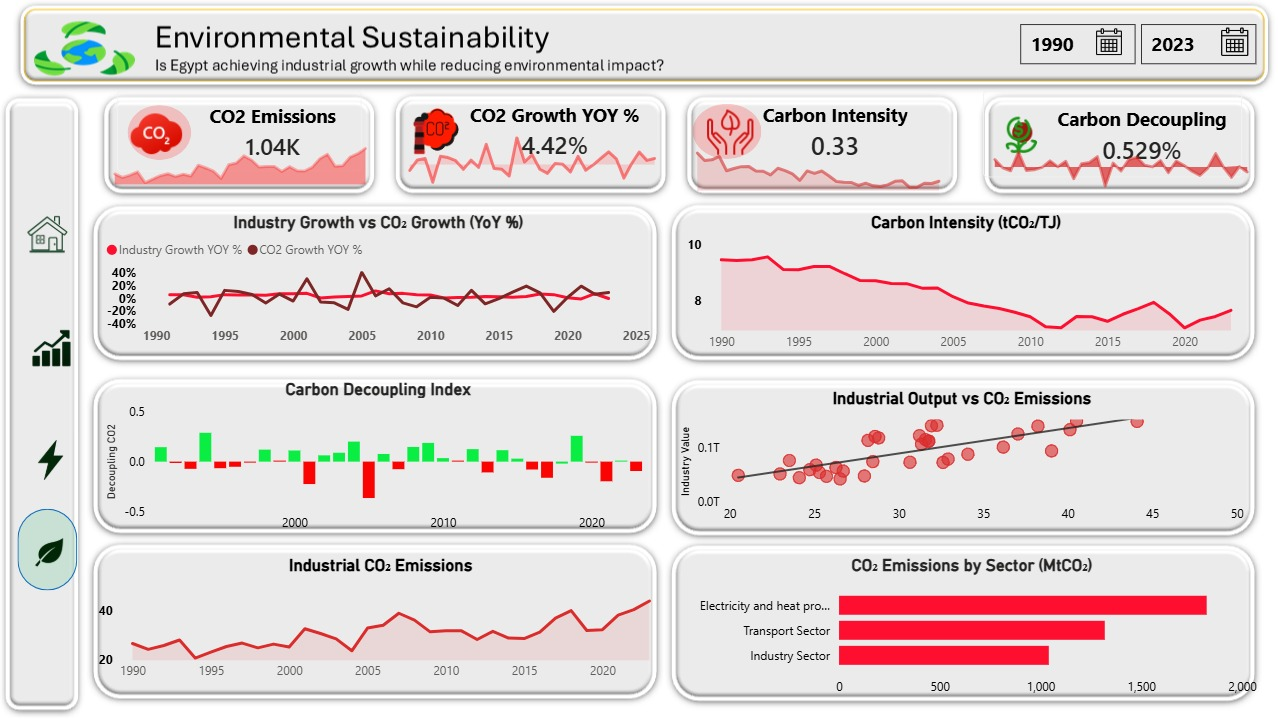 Environmental Sustainability
Is Egypt achieving industrial growth while reducing environmental impact?
1990
2023
CO2 Emissions
1.04K
CO2
CO2 Growth YOY %
4.42%
CO²
Carbon Intensity
0.33
Carbon Decoupling
0.529%
Industry Growth vs CO₂ Growth (YoY %)
Industry Growth YOY % CO2 Growth YOY %
40%
20%
0%
-20%
-40%
1990 1995 2000 2005 2010 2015 2020 2025
Carbon Intensity (tCO₂/TJ)
10
8
1990 1995 2000 2005 2010 2015 2020
Carbon Decoupling Index
Decoupling CO2
0.5
0.0
-0.5
2000 2010 2020
Industrial Output vs CO₂ Emissions
Industry Value
0.1T
0.0T
20 25 30 35 40 45 50
Industrial CO₂ Emissions
40
20
1990 1995 2000 2005 2010 2015 2020
CO₂ Emissions by Sector (MtCO₂)
Electricity and heat pro...
Transport Sector
Industry Sector
0 500 1,000 1,500 2,000